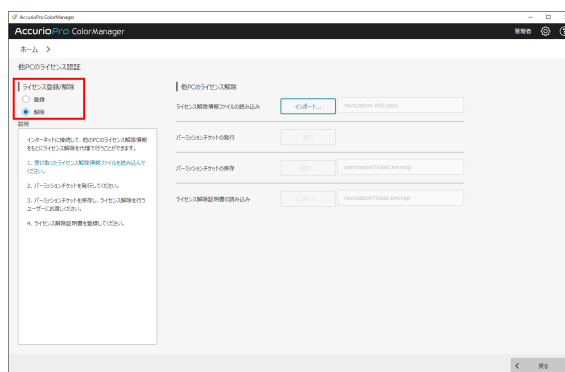 AccurioPro ColorManager
AccurioPro ColorManager
管理者
ホーム >
他PCのライセンス認証
ライセンス登録/解除
登録
解除
説明
インターネットに接続して、他のPCのライセンス解除情報
をもとにライセンス解除を代理で行うことができます。
1. 受け取ったライセンス解除情報ファイルを読み込んで
ください。
2. パーミションチケットを発行してください。
3. パーミションチケットを保存し、ライセンス解除を行う
ユーザーにお渡しください。
4. ライセンス解除証明書を登録してください。
他PCのライセンス解除
ライセンス解除情報ファイルの読み込み
インポート...
revocation-info.json
パーミションチケットの発行
パーミションチケットの保存
permissionTicket.kmmap
ライセンス解除証明書の読み込み
インポート...
revocationTicket.kmmap
< 戻る